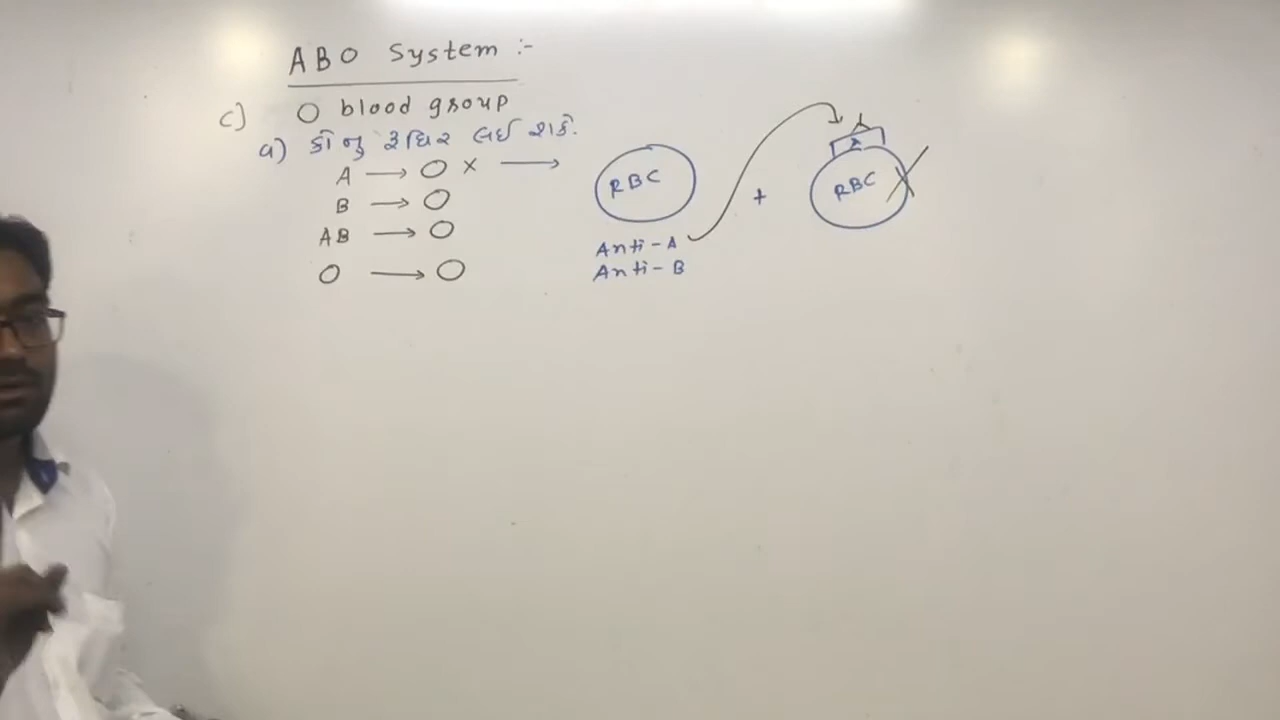 ABO System :-
c) O blood group
a) કોનુ રૂધિર લઈ શકે.
A → O × →
B → O
AB → O
O → O
RBC
Anti-A
Anti-B
+
A
RBC